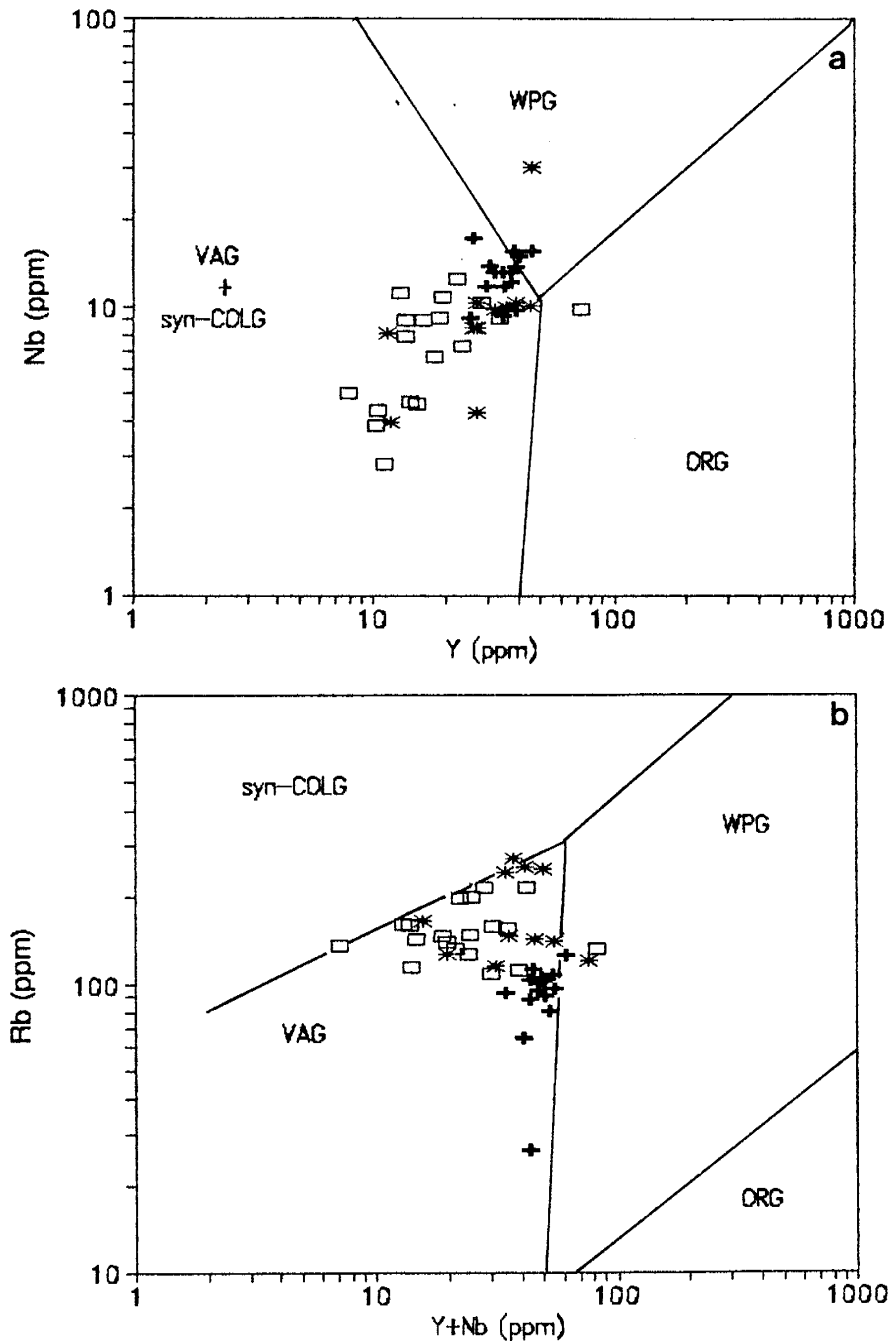 100
a
WPG
Nb (ppm)
VAG
+
syn-COLG
10
ORG
1
1
10
100
1000
Y (ppm)
1000
b
syn-COLG
WPG
Rb (ppm)
100
VAG
ORG
10
1
10
100
1000
Y+Nb (ppm)